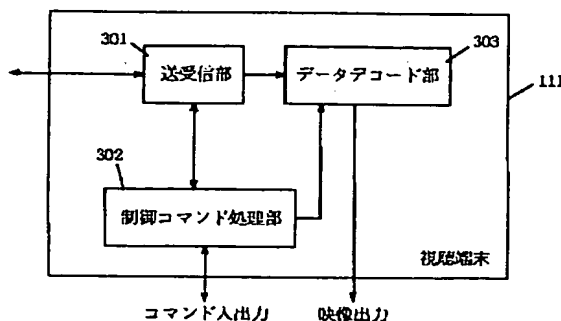 301
送受信部
303
データデコード部
111
302
制御コマンド処理部
視聴端末
コマンド入出力
映像出力